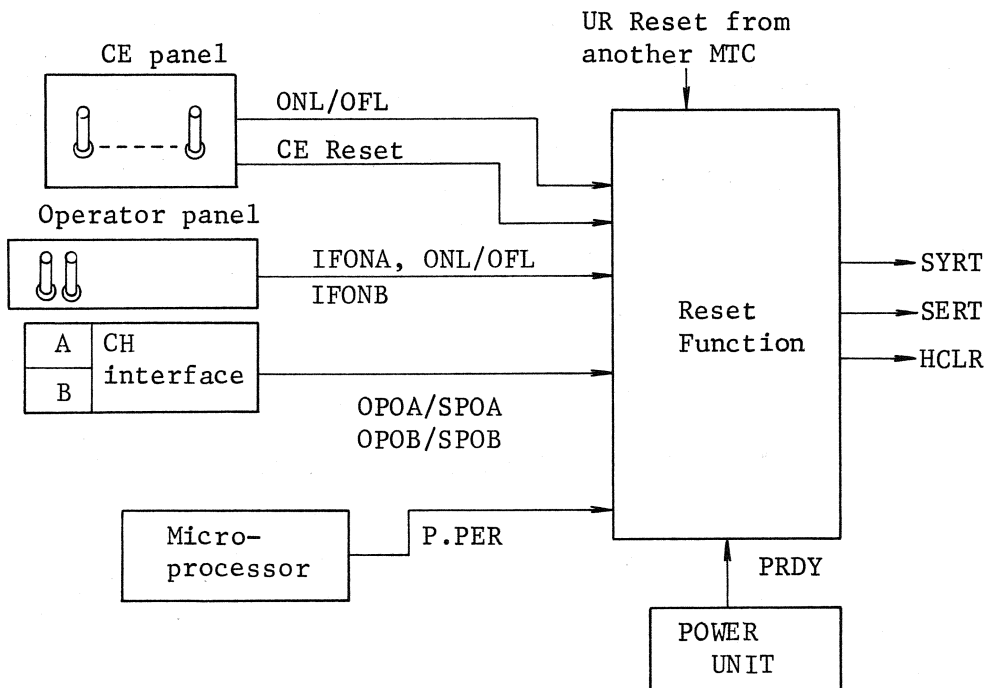 UR Reset from
another MTC
CE panel
ONL/OFL
CE Reset
Operator panel
IFONA, ONL/OFL
IFONB
A
B
CH
interface
OPOA/SPOA
OPOB/SPOB
Micro-
processor
P.PER
Reset
Function
SYRT
SERT
HCLR
PRDY
POWER
UNIT